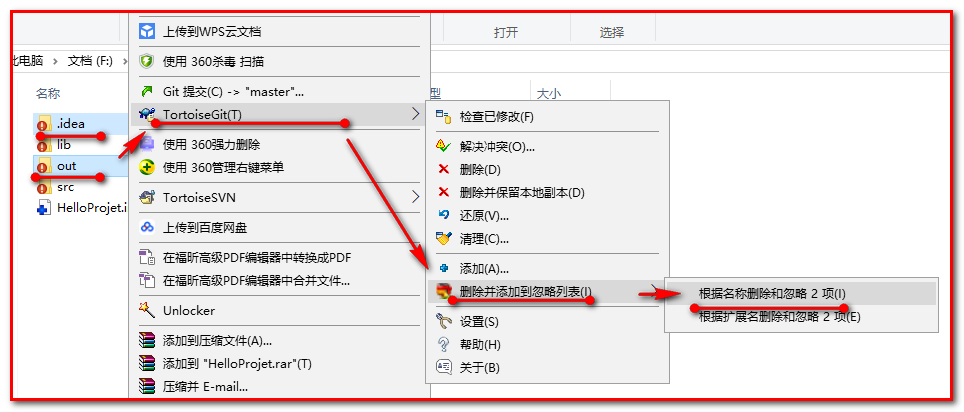 打开
选择
此电脑 › 文档 (F:) ›
名称
型
大小
.idea
lib
out
src
HelloProjet.i
上传到WPS云文档
使用 360杀毒 扫描
Git 提交(C) -> "master"...
TortoiseGit(T)
使用 360强力删除
使用 360管理右键菜单
TortoiseSVN
上传到百度网盘
在福昕高级PDF编辑器中转换成PDF
在福昕高级PDF编辑器中合并文件...
Unlocker
添加到压缩文件(A)...
添加到 "HelloProjet.rar"(T)
压缩并 E-mail...
检查已修改(F)
解决冲突(O)...
删除(D)
删除并保留本地副本(D)
还原(V)...
清理(C)...
添加(A)...
删除并添加到忽略列表(I)
设置(S)
帮助(H)
关于(B)
根据名称删除和忽略 2 项(I)
根据扩展名删除和忽略 2 项(E)